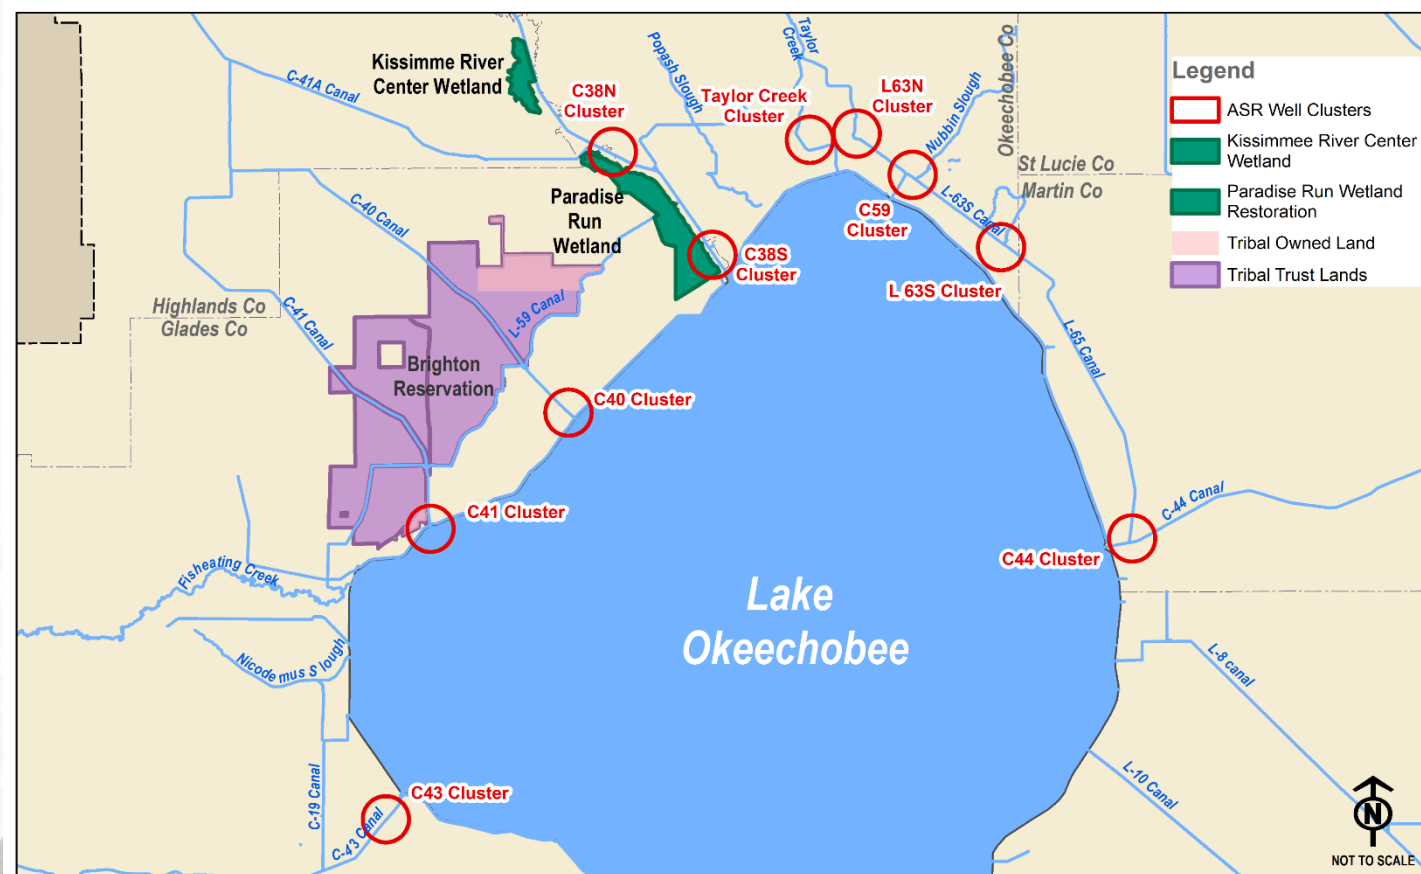 Kissimme River
Center Wetland
C-41A Canal
C38N
Cluster
Popash Slough
Taylor
Creek
Taylor Creek
Cluster
L63N
Cluster
Nubbin Slough
Okeechobee Co
St Lucie Co
Martin Co
Legend
ASR Well Clusters
Kissimmee River Center
Wetland
Paradise Run Wetland
Restoration
Tribal Owned Land
Tribal Trust Lands
C-40 Canal
Paradise
Run
Wetland
C38S
Cluster
C59
Cluster
L-63S Canal
L 63S Cluster
Highlands Co
Glades Co
C-41 Canal
L-59 Canal
Brighton
Reservation
L-65 Canal
C40 Cluster
C41 Cluster
C-44 Canal
C44 Cluster
Fisheating Creek
Lake
Okeechobee
Nicode mus S lough
L-8 canal
C-19 Canal
C43 Cluster
C-43 Canal
L-10 Canal
N
NOT TO SCALE